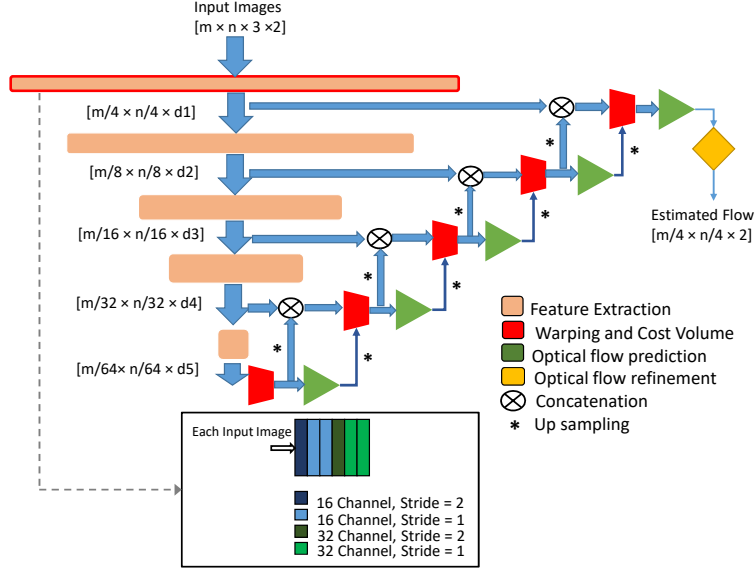 Input Images
[m × n × 3 ×2]
[m/4 × n/4 × d1]
[m/8 × n/8 × d2]
[m/16 × n/16 × d3]
[m/32 × n/32 × d4]
[m/64× n/64 × d5]
*
*
*
*
*
*
*
*
Estimated Flow
[m/4 × n/4 × 2]
Feature Extraction
Warping and Cost Volume
Optical flow prediction
Optical flow refinement
Concatenation
* Up sampling
Each Input Image
16 Channel, Stride = 2
16 Channel, Stride = 1
32 Channel, Stride = 2
32 Channel, Stride = 1